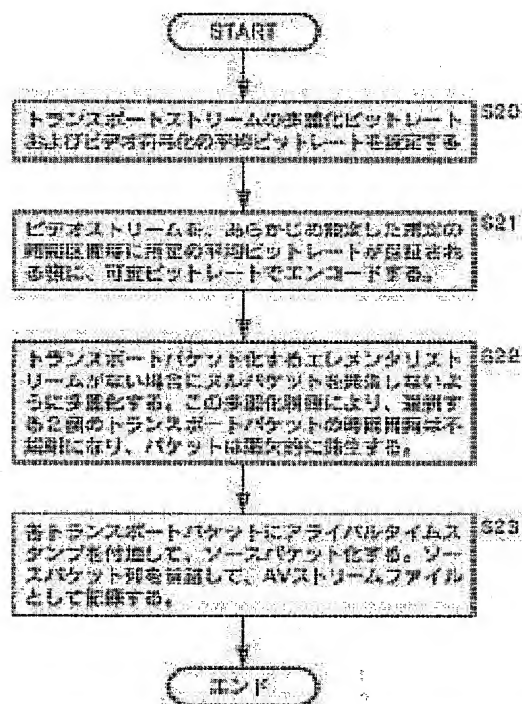 START
トランスポートストリームの多重化ビットレート
およびビデオ符号化の平均ビットレートを設定する
S20
ビデオストリームを、あらかじめ指定した所定の
時間区間毎に所定の平均ビットレートが保証され
る様に、可変ビットレートでエンコードする。
S21
トランスポートパケット化するエレメンタリスト
リームがない場合にヌルパケットを発生しないよ
うに多重化する。この多重化制御により、連続す
る2個のトランスポートパケットの時間間隔は不
規則になり、パケットは間欠的に発生する。
S22
各トランスポートパケットにアライバルタイムス
タンプを付加して、ソースパケット化する。ソー
スパケット列を整詰して、AVストリームファイル
として記録する。
S23
エンド